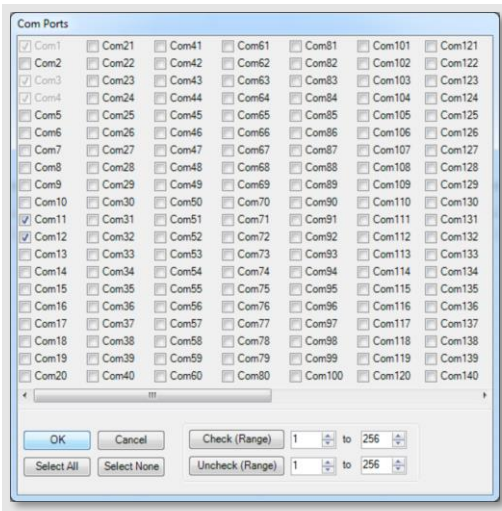 Com Ports
Com1 Com21 Com41 Com61 Com81 Com101 Com121
Com2 Com22 Com42 Com62 Com82 Com102 Com122
Com3 Com23 Com43 Com63 Com83 Com103 Com123
Com4 Com24 Com44 Com64 Com84 Com104 Com124
Com5 Com25 Com45 Com65 Com85 Com105 Com125
Com6 Com26 Com46 Com66 Com86 Com106 Com126
Com7 Com27 Com47 Com67 Com87 Com107 Com127
Com8 Com28 Com48 Com68 Com88 Com108 Com128
Com9 Com29 Com49 Com69 Com89 Com109 Com129
Com10 Com30 Com50 Com70 Com90 Com110 Com130
Com11 Com31 Com51 Com71 Com91 Com111 Com131
Com12 Com32 Com52 Com72 Com92 Com112 Com132
Com13 Com33 Com53 Com73 Com93 Com113 Com133
Com14 Com34 Com54 Com74 Com94 Com114 Com134
Com15 Com35 Com55 Com75 Com95 Com115 Com135
Com16 Com36 Com56 Com76 Com96 Com116 Com136
Com17 Com37 Com57 Com77 Com97 Com117 Com137
Com18 Com38 Com58 Com78 Com98 Com118 Com138
Com19 Com39 Com59 Com79 Com99 Com119 Com139
Com20 Com40 Com60 Com80 Com100 Com120 Com140
OK Cancel Check (Range) 1 to 256
Select All Select None Uncheck (Range) 1 to 256